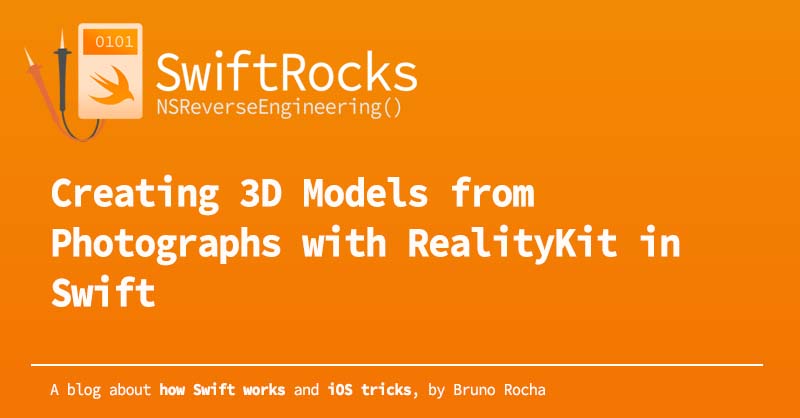 0101
SwiftRocks
NSReverseEngineering()
Creating 3D Models from
Photographs with RealityKit in
Swift
A blog about how Swift works and iOS tricks, by Bruno Rocha